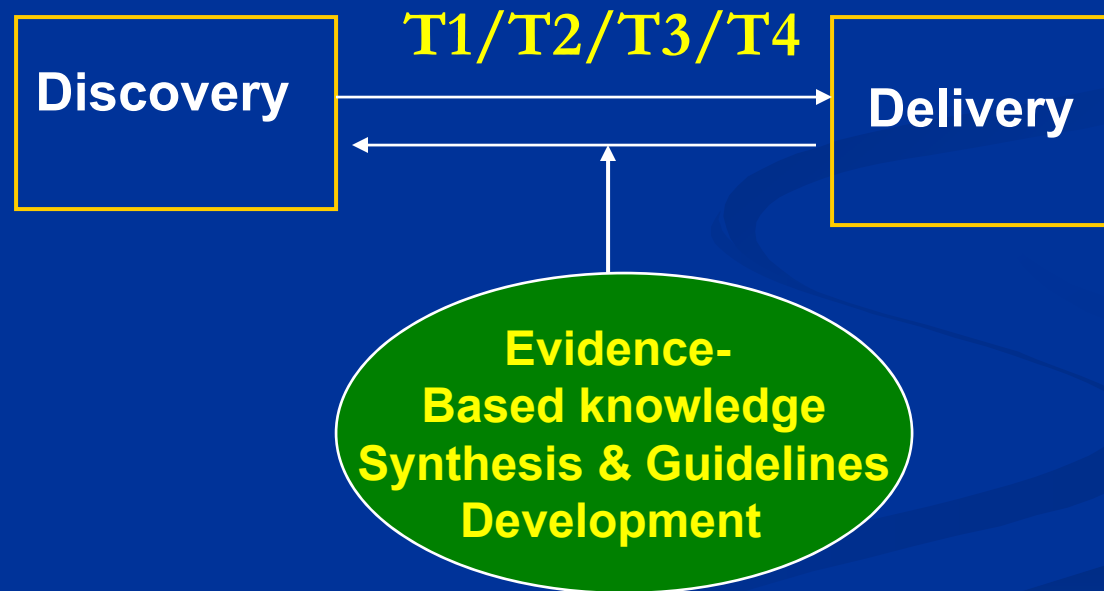 T1/T2/T3/T4
Discovery
Delivery
Evidence-
Based knowledge
Synthesis & Guidelines
Development